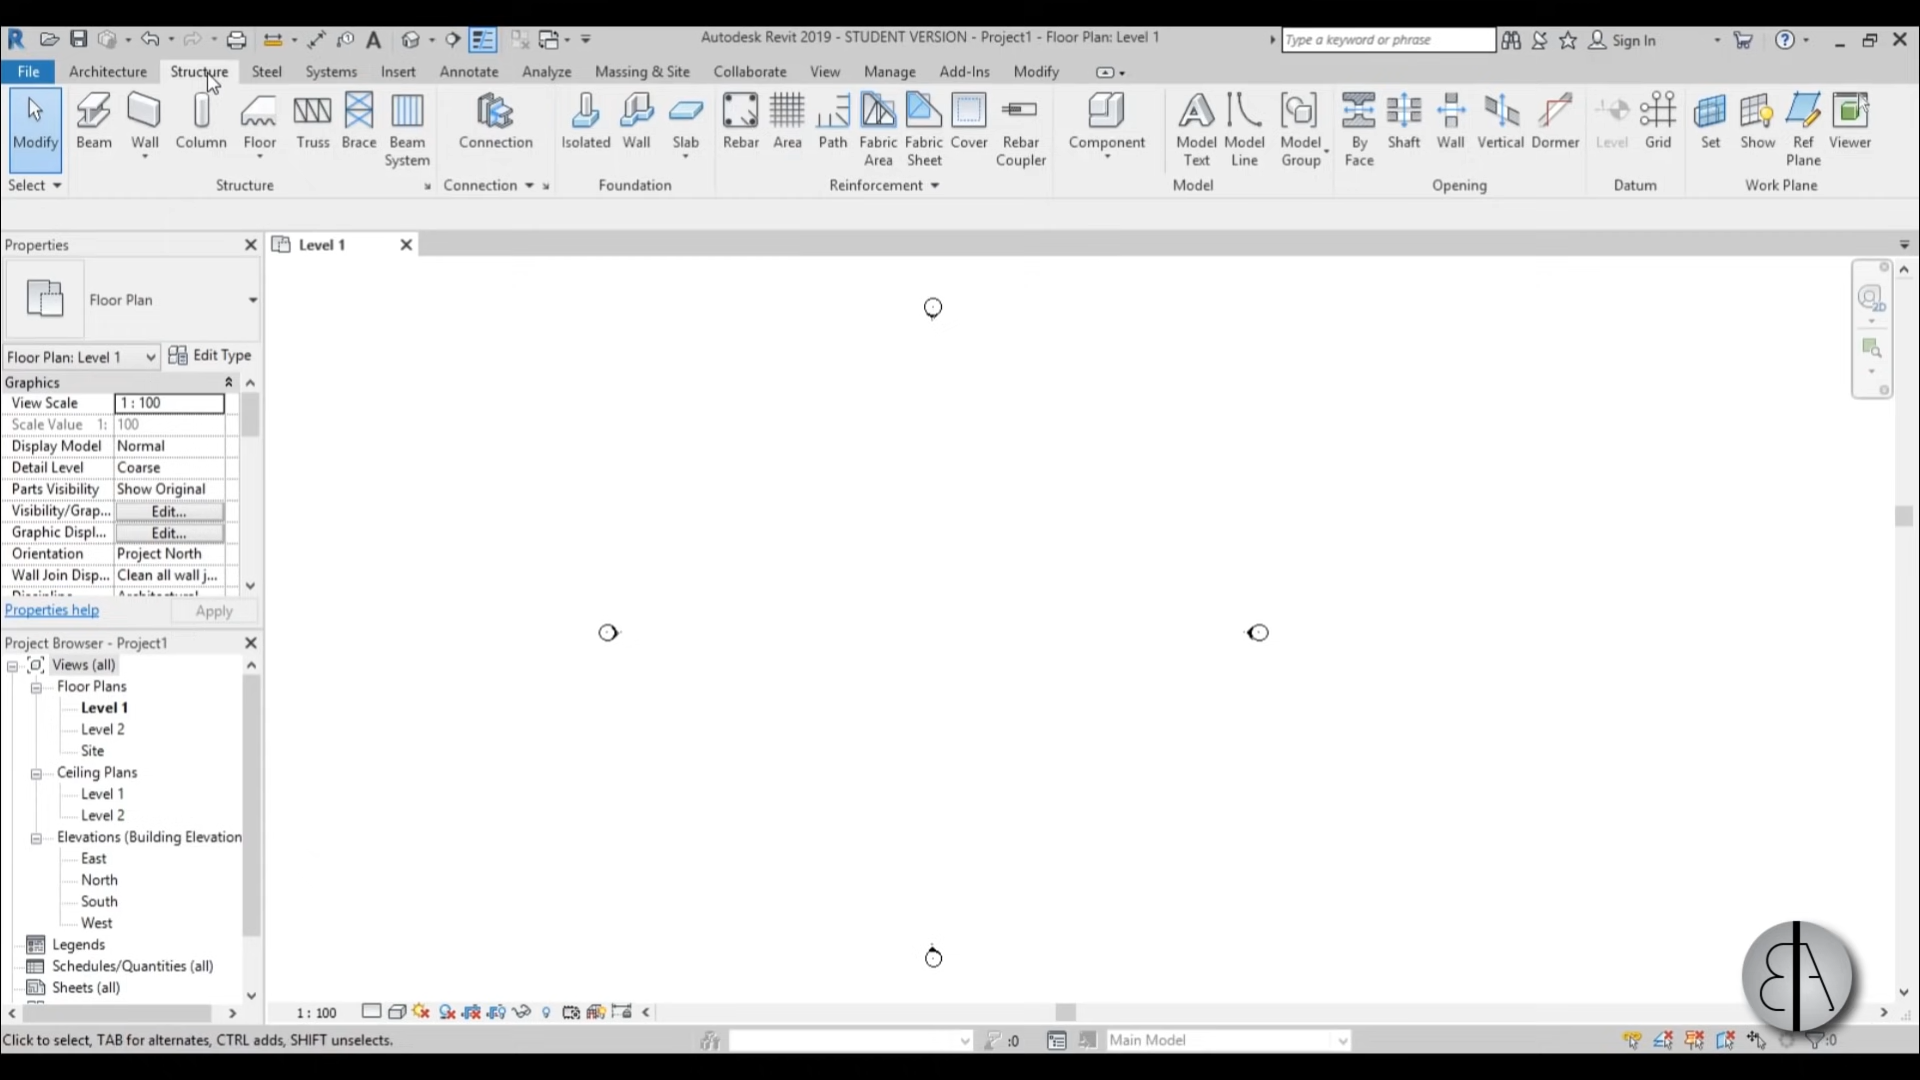 Autodesk Revit 2019 - STUDENT VERSION - Project1 - Floor Plan: Level 1
Type a keyword or phrase
Sign In
File Architecture Structure Steel Systems Insert Annotate Analyze Massing & Site Collaborate View Manage Add-Ins Modify
Modify Beam Wall Column Floor Truss Brace Beam System Connection Isolated Wall Slab Rebar Area Path Fabric Area Fabric Sheet Cover Rebar Coupler Component Model Text Model Line Model Group By Face Shaft Wall Vertical Dormer Level Grid Set Show Ref Plane Viewer
Select Structure Connection Foundation Reinforcement Model Opening Datum Work Plane
Properties
Level 1
Floor Plan
Floor Plan: Level 1 Edit Type
Graphics
View Scale 1 : 100
Scale Value 1: 100
Display Model Normal
Detail Level Coarse
Parts Visibility Show Original
Visibility/Grap... Edit...
Graphic Displ... Edit...
Orientation Project North
Wall Join Disp... Clean all wall j...
Properties help Apply
Project Browser - Project1
Views (all)
Floor Plans
Level 1
Level 2
Site
Ceiling Plans
Level 1
Level 2
Elevations (Building Elevation
East
North
South
West
Legends
Schedules/Quantities (all)
Sheets (all)
1 : 100
Click to select, TAB for alternates, CTRL adds, SHIFT unselects.
:0
Main Model
:0
2D